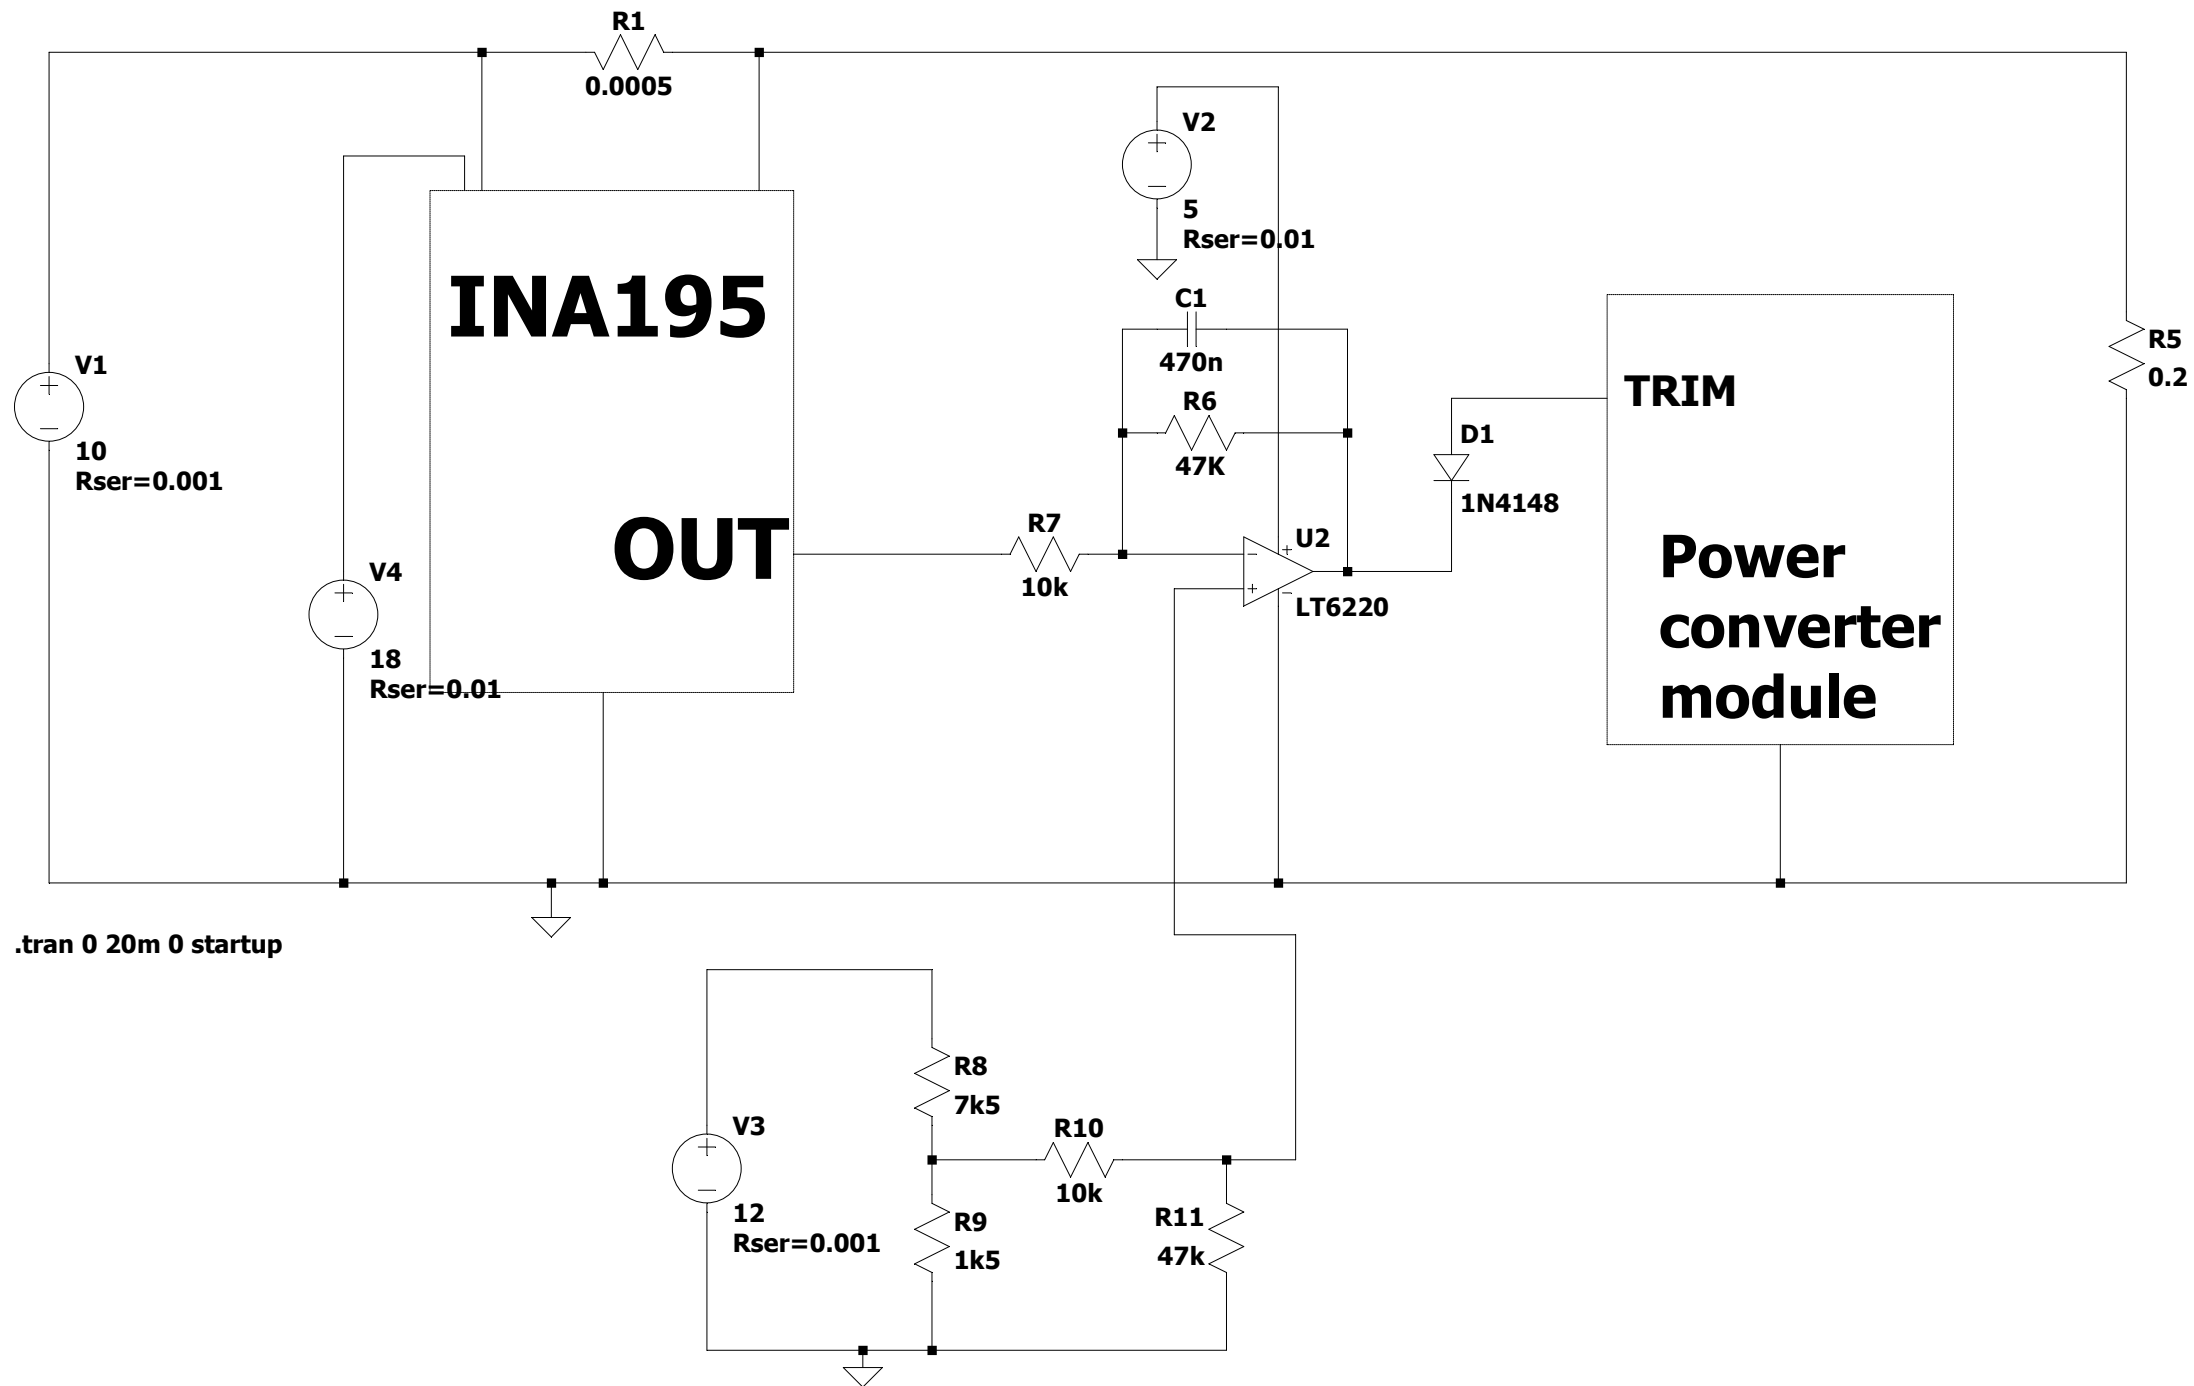 R1
0.0005
V2
5
Rser=0.01
INA195
C1
470n
R6
47K
V1
10
Rser=0.001
TRIM
D1
1N4148
R5
0.2
OUT
R7
10k
U2
LT6220
V4
18
Rser=0.01
Power
converter
module
.tran 0 20m 0 startup
R8
7k5
V3
12
Rser=0.001
R10
10k
R9
1k5
R11
47k